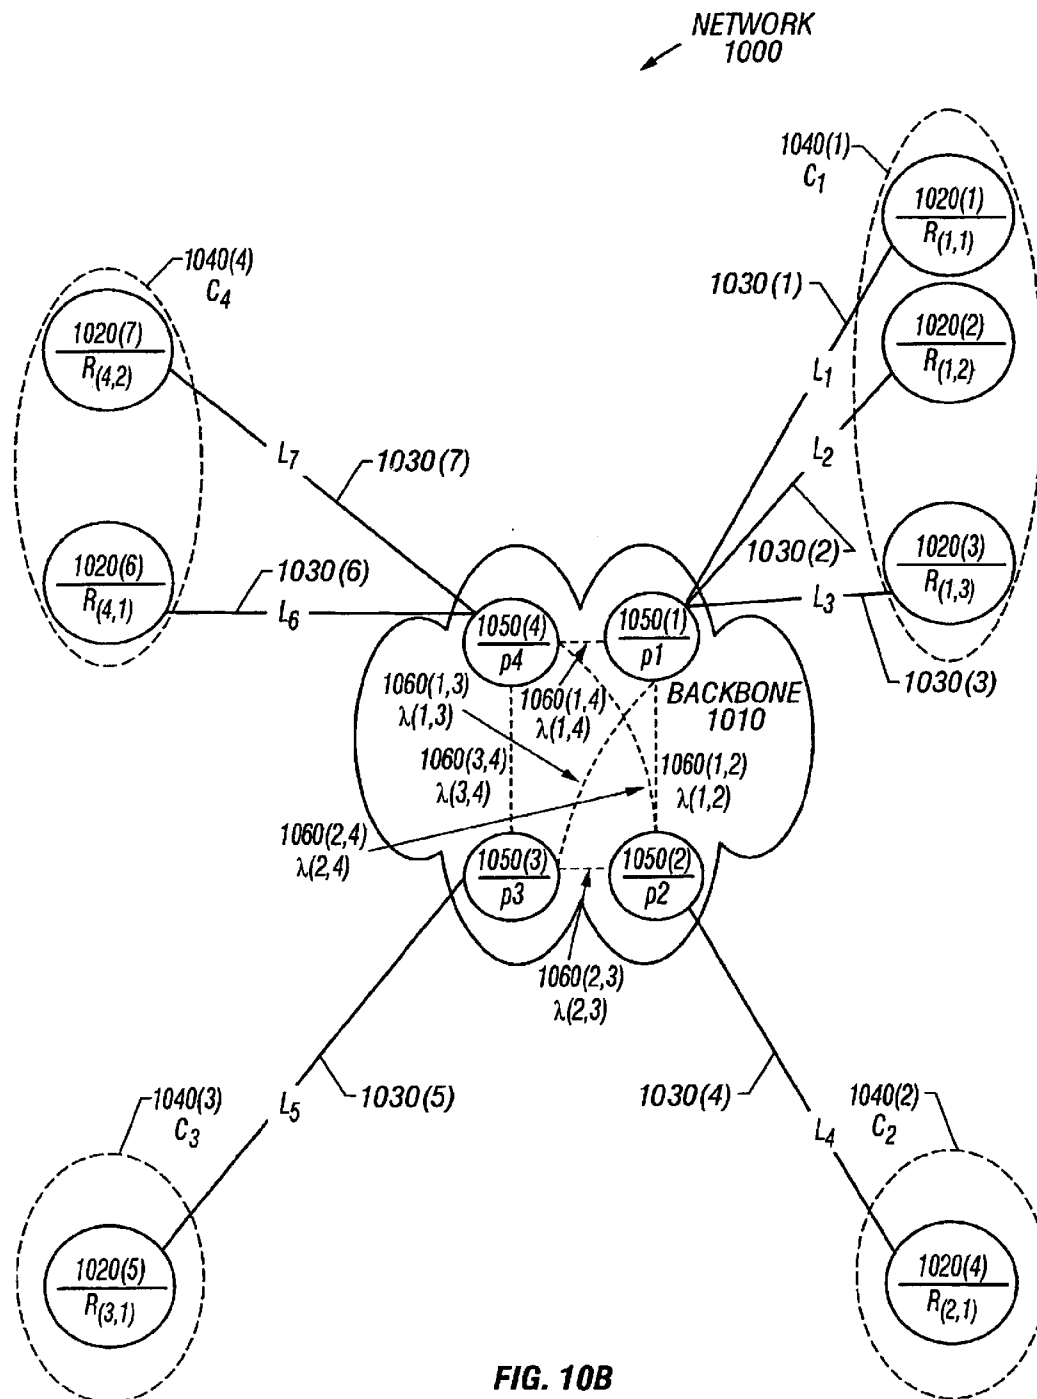 NETWORK
1000
1040(1)
C1
1020(1)
R(1,1)
1030(1)
1020(2)
R(1,2)
L1
L2
1030(2)
1020(3)
R(1,3)
L3
1030(3)
1040(4)
C4
1020(7)
R(4,2)
L7
1030(7)
1020(6)
R(4,1)
1030(6)
L6
1050(4)
p4
1050(1)
p1
BACKBONE
1010
1060(1,3)
λ(1,3)
1060(1,4)
λ(1,4)
1060(3,4)
λ(3,4)
1060(1,2)
λ(1,2)
1060(2,4)
λ(2,4)
1050(3)
p3
1050(2)
p2
1060(2,3)
λ(2,3)
1030(5)
L5
1030(4)
L4
1040(3)
C3
1040(2)
C2
1020(5)
R(3,1)
1020(4)
R(2,1)
FIG. 10B